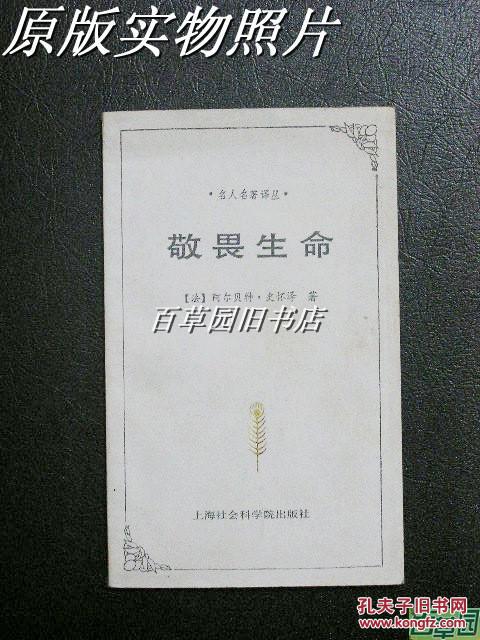 原版实物照片
·名人名著译丛·
敬畏生命
【法】阿尔贝特·史怀泽 著
百草园旧书店
上海社会科学院出版社
孔夫子旧书网
www.kongfz.com